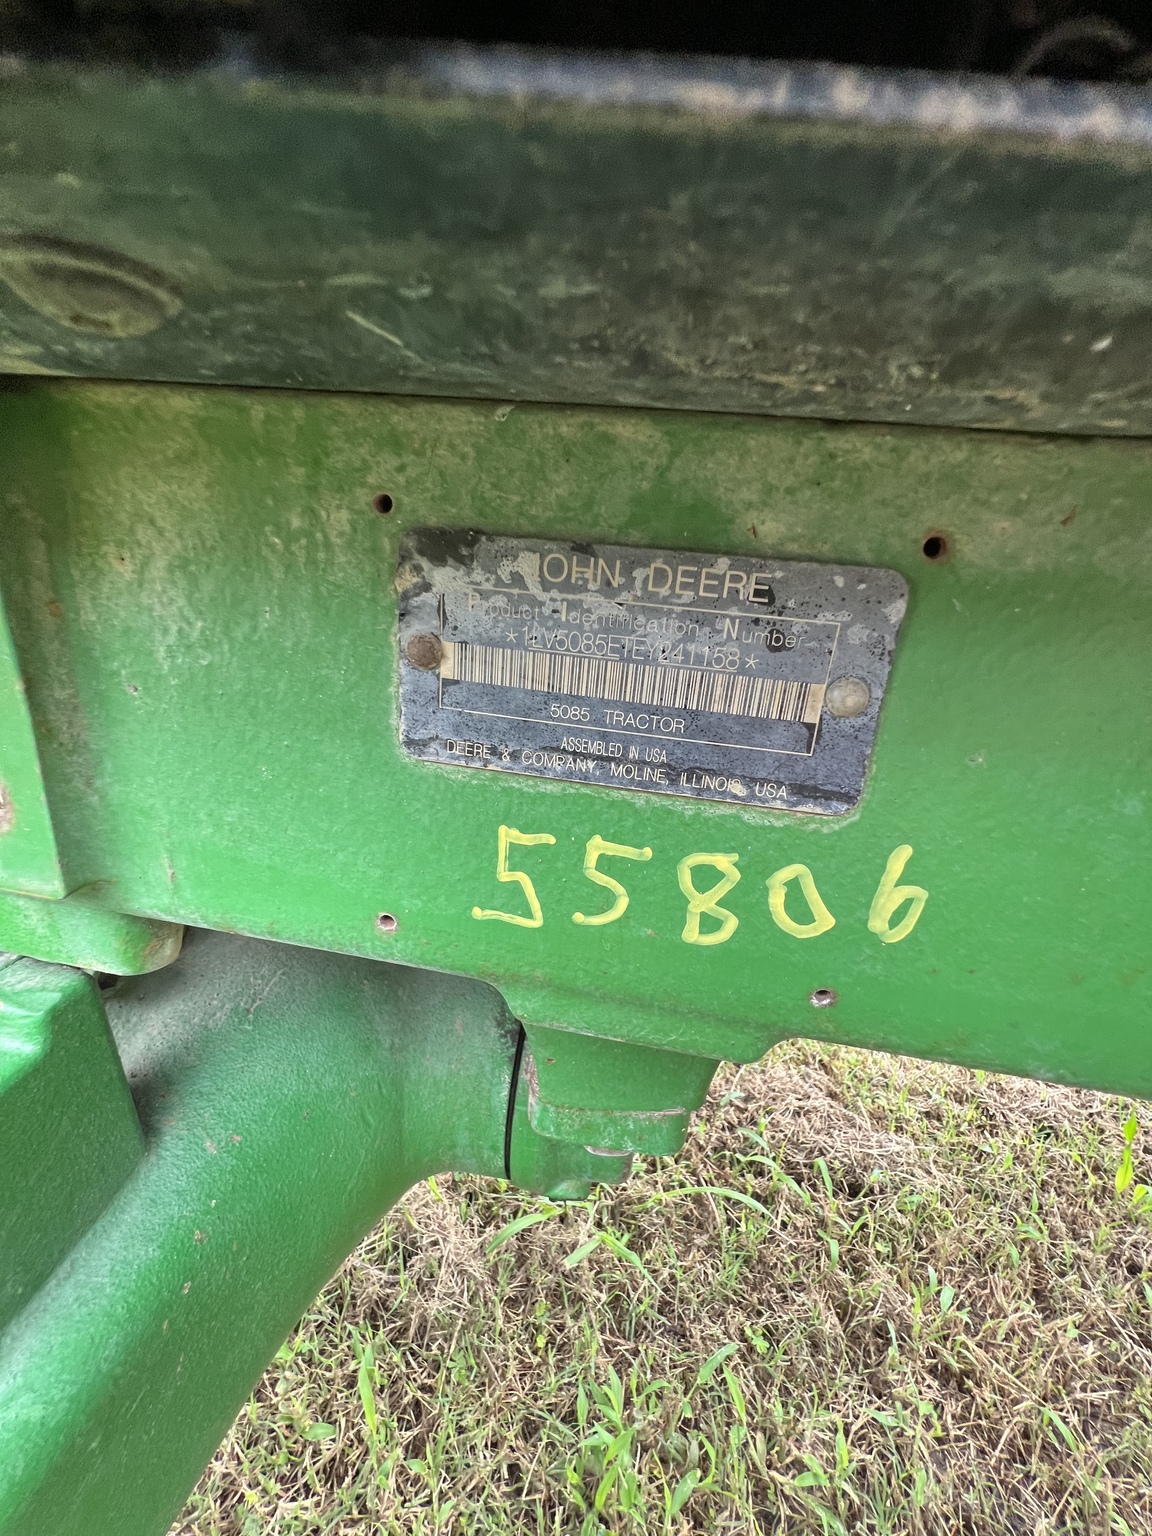 JOHN DEERE
Product Identification Number
*1LV5085ETEY241158*
5085 TRACTOR
ASSEMBLED IN USA
DEERE & COMPANY, MOLINE, ILLINOIS, USA
55806